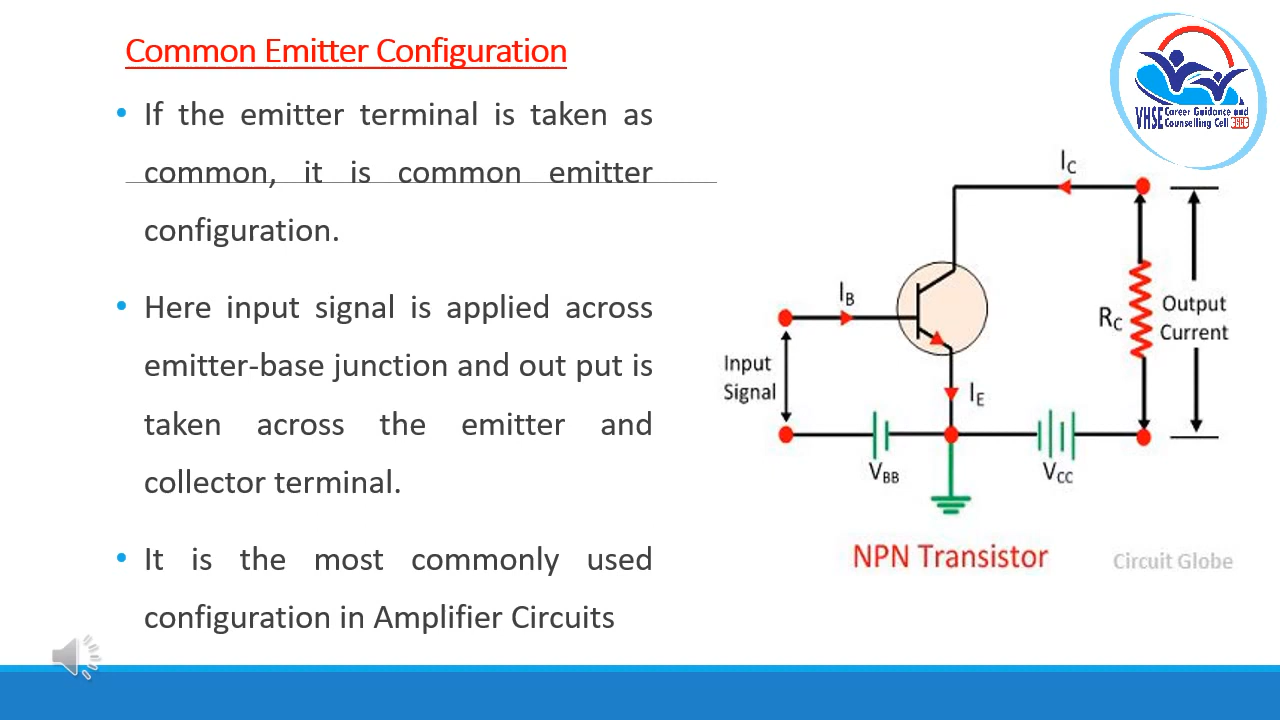 Common Emitter Configuration
• If the emitter terminal is taken as
common, it is common emitter
configuration.
• Here input signal is applied across
emitter-base junction and out put is
taken across the emitter and
collector terminal.
• It is the most commonly used
configuration in Amplifier Circuits
VHSE Career Guidance and
Counselling Cell
IC
IB
RC
Output
Current
Input
Signal
IE
VBB
VCC
NPN Transistor
Circuit Globe